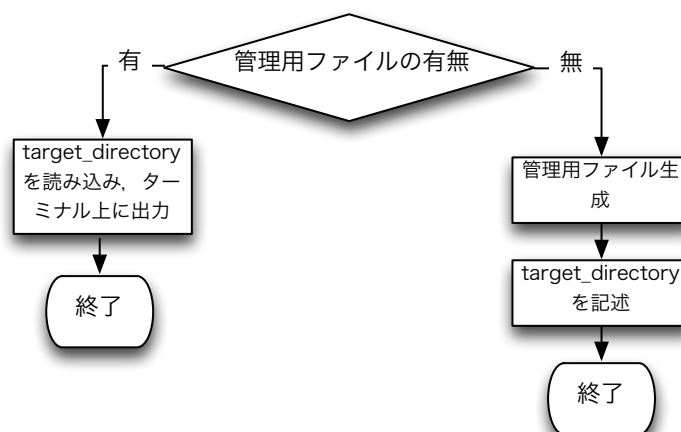 有
管理用ファイルの有無
無
target_directory
を読み込み，ター
ミナル上に出力
終了
管理用ファイル生
成
target_directory
を記述
終了